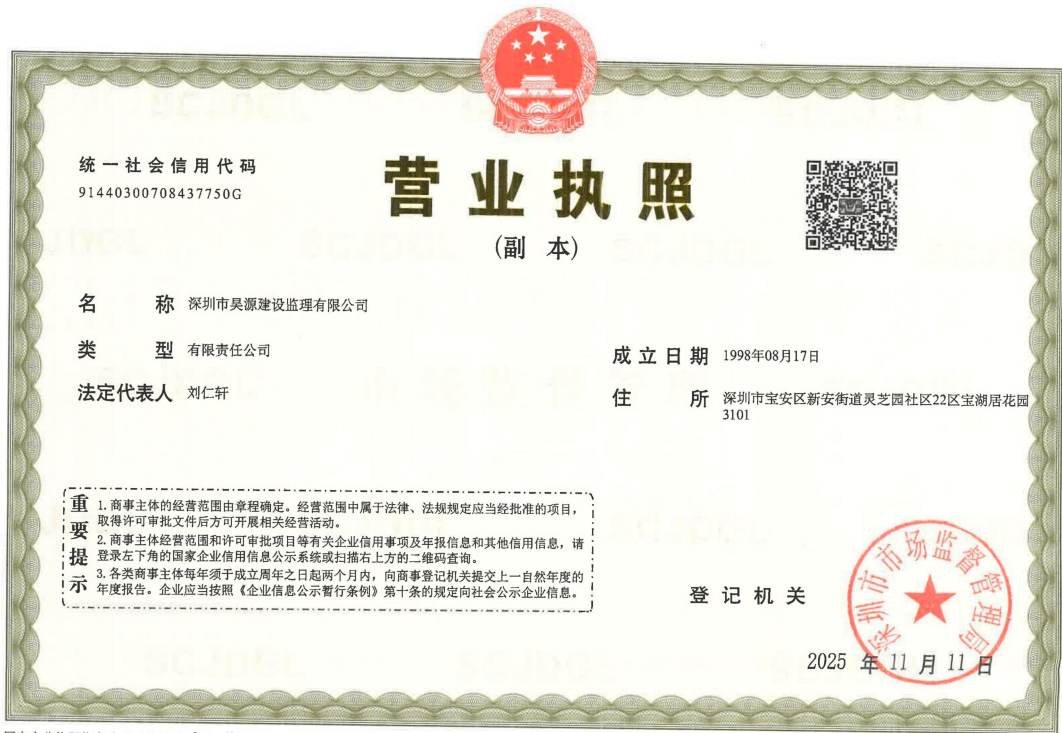 统一社会信用代码
91440300708437750G
营业执照
(副 本)
名 称 深圳市昊源建设监理有限公司
类 型 有限责任公司
法定代表人 刘仁轩
成立日期 1998年08月17日
住 所 深圳市宝安区新安街道灵芝园社区22区宝湖居花园
3101
重要提示
1. 商事主体的经营范围由章程确定。经营范围中属于法律、法规规定应当经批准的项目，
取得许可审批文件后方可开展相关经营活动。
2. 商事主体经营范围和许可审批项目等有关企业信用事项及年报信息和其他信用信息，请
登录左下角的国家企业信用信息公示系统或扫描右上方的二维码查询。
3. 各类商事主体每年须于成立周年之日起两个月内，向商事登记机关提交上一自然年度的
年度报告。企业应当按照《企业信息公示暂行条例》第十条的规定向社会公示企业信息。
登记机关
深圳市市场监督管理局
2025 年 11 月 11 日
SCJDGL